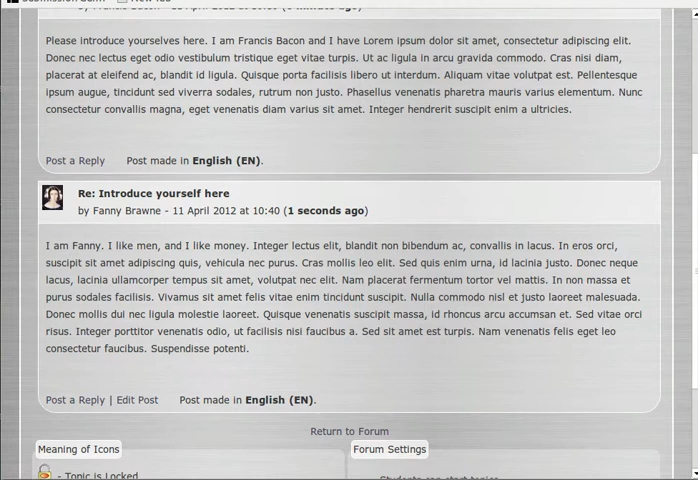 Please introduce yourselves here. I am Francis Bacon and I have Lorem ipsum dolor sit amet, consectetur adipiscing elit.
Donec nec lectus eget odio vestibulum tristique eget vitae turpis. Ut ac ligula in arcu gravida commodo. Cras nisi diam,
placerat at eleifend ac, blandit id ligula. Quisque porta facilisis libero ut interdum. Aliquam vitae volutpat est. Pellentesque
ipsum augue, tincidunt sed viverra sodales, rutrum non justo. Phasellus venenatis pharetra mauris varius elementum. Nunc
consectetur convallis magna, eget venenatis diam varius sit amet. Integer hendrerit suscipit enim a ultricies.
Post a Reply Post made in English (EN).
Re: Introduce yourself here
by Fanny Brawne - 11 April 2012 at 10:40 (1 seconds ago)
I am Fanny. I like men, and I like money. Integer lectus elit, blandit non bibendum ac, convallis in lacus. In eros orci,
suscipit sit amet adipiscing quis, vehicula nec purus. Cras mollis leo elit. Sed quis enim urna, id lacinia justo. Donec neque
lacus, lacinia ullamcorper tempus sit amet, volutpat nec elit. Nam placerat fermentum tortor vel mattis. In non massa et
purus sodales facilisis. Vivamus sit amet felis vitae enim tincidunt suscipit. Nulla commodo nisl et justo laoreet malesuada.
Donec mollis dui nec ligula molestie laoreet. Quisque venenatis suscipit massa, id rhoncus arcu accumsan et. Sed vitae orci
risus. Integer porttitor venenatis odio, ut facilisis nisi faucibus a. Sed sit amet est turpis. Nam venenatis felis eget leo
consectetur faucibus. Suspendisse potenti.
Post a Reply | Edit Post Post made in English (EN).
Return to Forum
Meaning of Icons
Forum Settings
- Topic is Locked
Students can start topics